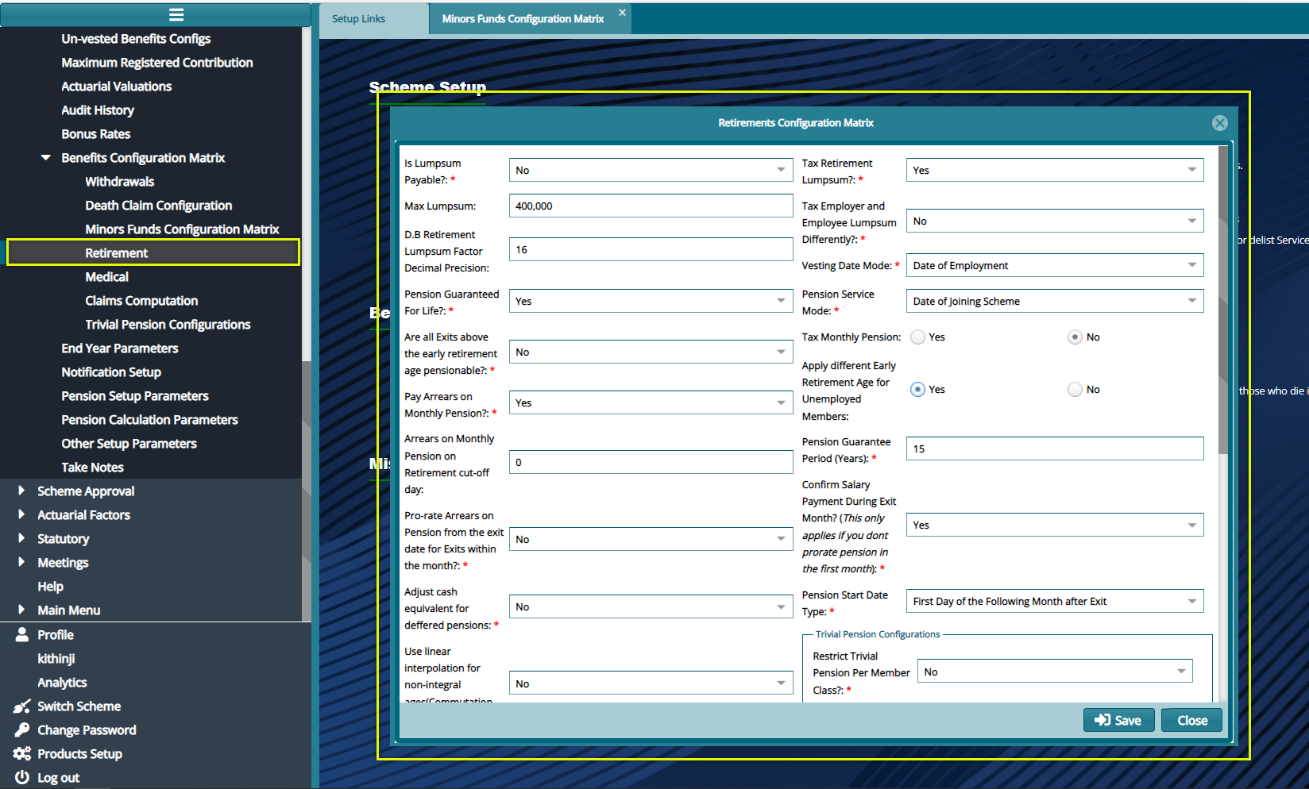 Setup Links
Minors Funds Configuration Matrix
Un-vested Benefits Configs
Maximum Registered Contribution
Actuarial Valuations
Audit History
Bonus Rates
Benefits Configuration Matrix
Withdrawals
Death Claim Configuration
Minors Funds Configuration Matrix
Retirement
Medical
Claims Computation
Trivial Pension Configurations
End Year Parameters
Notification Setup
Pension Setup Parameters
Pension Calculation Parameters
Other Setup Parameters
Take Notes
Scheme Approval
Actuarial Factors
Statutory
Meetings
Help
Main Menu
Profile
kithinji
Analytics
Switch Scheme
Change Password
Products Setup
Log out
Scheme Setup
Be
Mis
Retirements Configuration Matrix
Is Lumpsum
Payable?: *
No
Max Lumpsum:
400,000
D.B Retirement
Lumpsum Factor
Decimal Precision:
16
Pension Guaranteed
For Life?: *
Yes
Are all Exits above
the early retirement
age pensionable?: *
No
Pay Arrears on
Monthly Pension?: *
Yes
Arrears on Monthly
Pension on
Retirement cut-off
day:
0
Pro-rate Arrears on
Pension from the exit
date for Exits within
the month?: *
No
Adjust cash
equivalent for
deffered pensions: *
No
Use linear
interpolation for
non-integral
ages(Commutation
No
Tax Retirement
Lumpsum?: *
Yes
Tax Employer and
Employee Lumpsum
Differently?: *
No
Vesting Date Mode: *
Date of Employment
Pension Service
Mode: *
Date of Joining Scheme
Tax Monthly Pension:
Yes
No
Apply different Early
Retirement Age for
Unemployed
Members:
Yes
No
Pension Guarantee
Period (Years): *
15
Confirm Salary
Payment During Exit
Month? (This only
applies if you dont
prorate pension in
the first month): *
Yes
Pension Start Date
Type: *
First Day of the Following Month after Exit
Trivial Pension Configurations
Restrict Trivial
Pension Per Member
Class?: *
No
Save
Close
s.
s
or delist Service
those who die i